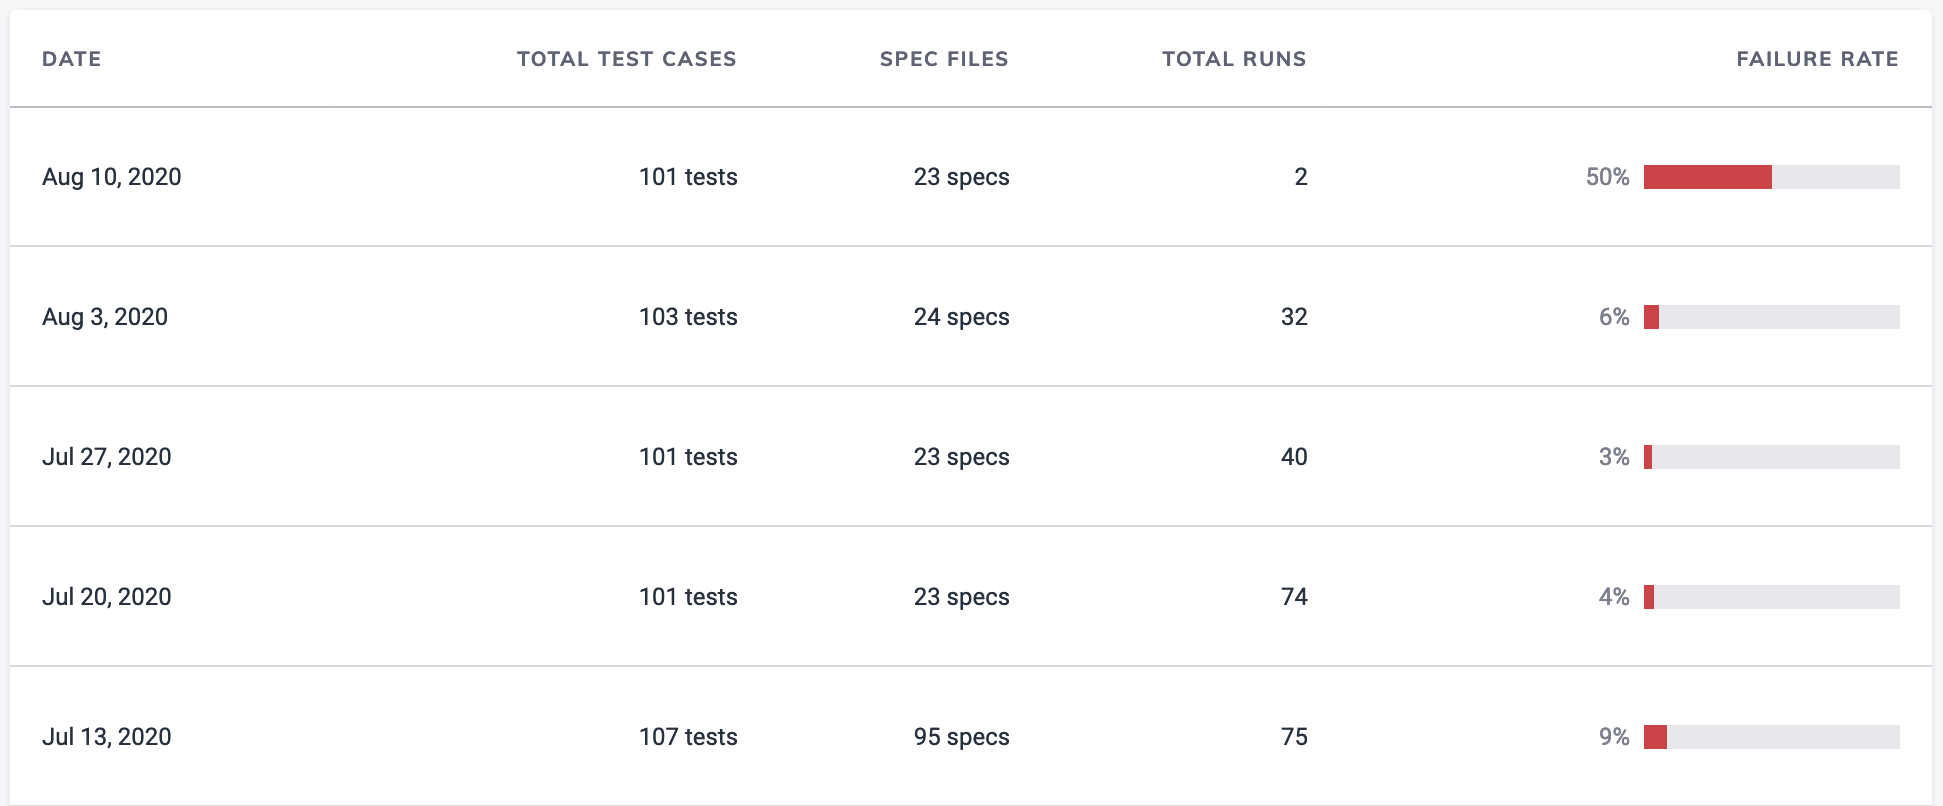 DATE TOTAL TEST CASES SPEC FILES TOTAL RUNS FAILURE RATE
Aug 10, 2020 101 tests 23 specs 2 50%
Aug 3, 2020 103 tests 24 specs 32 6%
Jul 27, 2020 101 tests 23 specs 40 3%
Jul 20, 2020 101 tests 23 specs 74 4%
Jul 13, 2020 107 tests 95 specs 75 9%